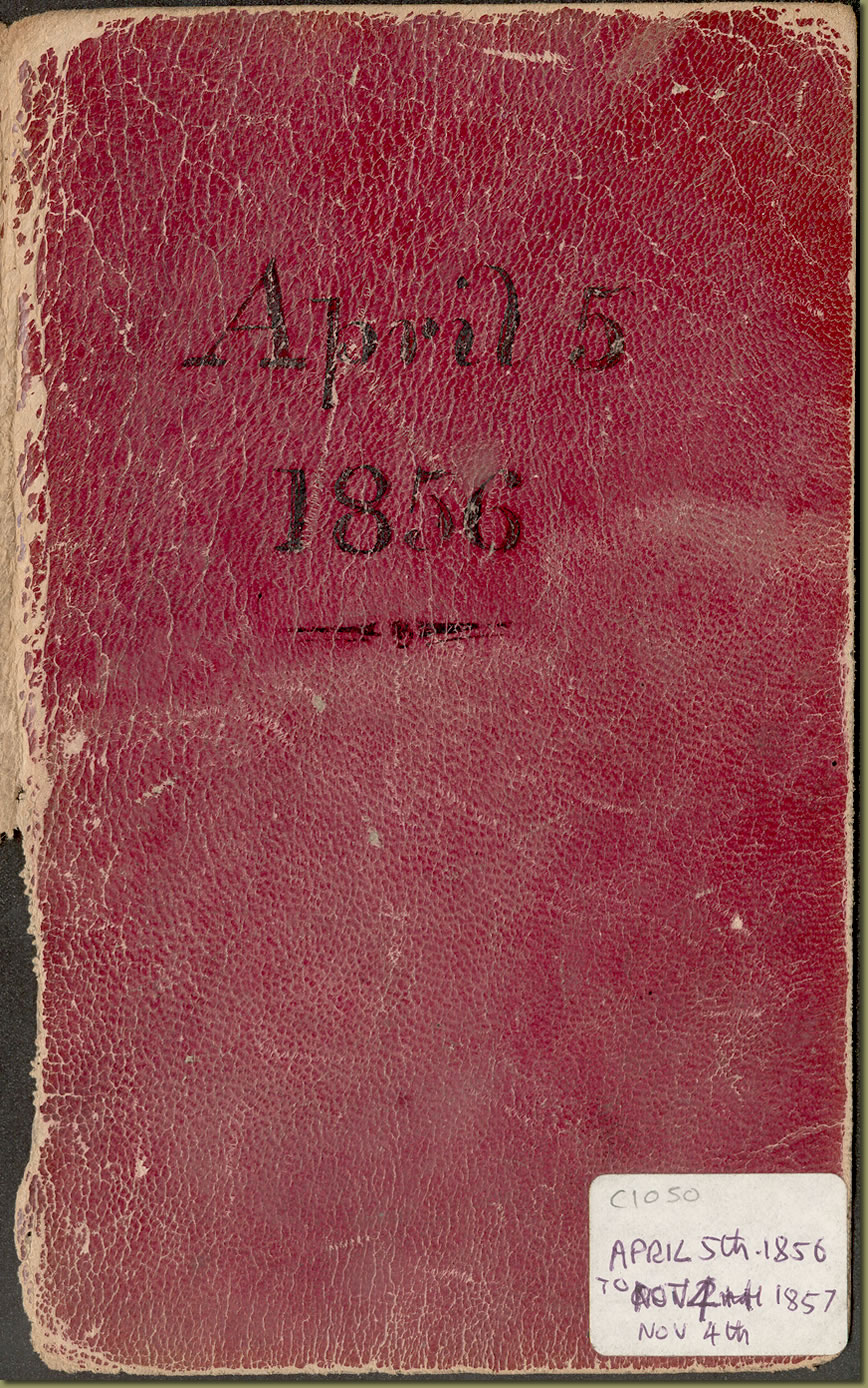 April 5
1856
C1050
APRIL 5th. 1856
TO 1857
NOV 4th